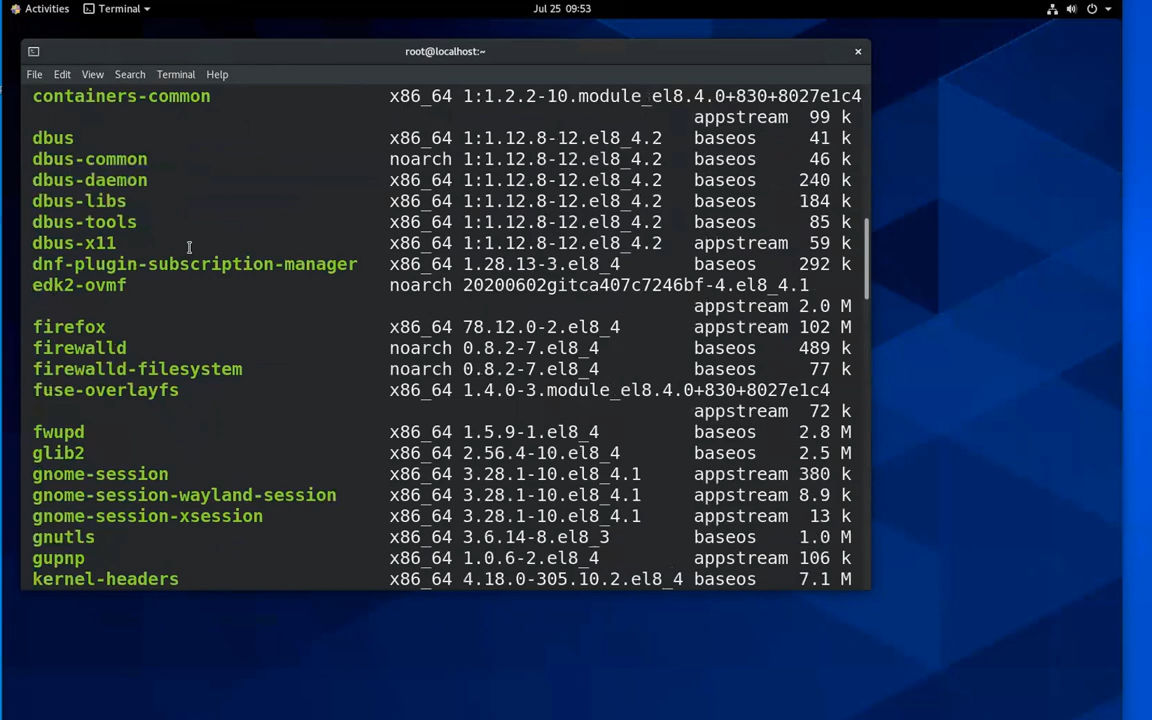 Activities Terminal Jul 25 09:53
root@localhost:~
File Edit View Search Terminal Help
containers-common x86_64 1:1.2.2-10.module_el8.4.0+830+8027e1c4
appstream 99 k
dbus x86_64 1:1.12.8-12.el8_4.2 baseos 41 k
dbus-common noarch 1:1.12.8-12.el8_4.2 baseos 46 k
dbus-daemon x86_64 1:1.12.8-12.el8_4.2 baseos 240 k
dbus-libs x86_64 1:1.12.8-12.el8_4.2 baseos 184 k
dbus-tools x86_64 1:1.12.8-12.el8_4.2 baseos 85 k
dbus-x11 x86_64 1:1.12.8-12.el8_4.2 appstream 59 k
dnf-plugin-subscription-manager x86_64 1.28.13-3.el8_4 baseos 292 k
edk2-ovmf noarch 20200602gitca407c7246bf-4.el8_4.1
appstream 2.0 M
firefox x86_64 78.12.0-2.el8_4 appstream 102 M
firewalld noarch 0.8.2-7.el8_4 baseos 489 k
firewalld-filesystem noarch 0.8.2-7.el8_4 baseos 77 k
fuse-overlayfs x86_64 1.4.0-3.module_el8.4.0+830+8027e1c4
appstream 72 k
fwupd x86_64 1.5.9-1.el8_4 baseos 2.8 M
glib2 x86_64 2.56.4-10.el8_4 baseos 2.5 M
gnome-session x86_64 3.28.1-10.el8_4.1 appstream 380 k
gnome-session-wayland-session x86_64 3.28.1-10.el8_4.1 appstream 8.9 k
gnome-session-xsession x86_64 3.28.1-10.el8_4.1 appstream 13 k
gnutls x86_64 3.6.14-8.el8_3 baseos 1.0 M
gupnp x86_64 1.0.6-2.el8_4 appstream 106 k
kernel-headers x86_64 4.18.0-305.10.2.el8_4 baseos 7.1 M